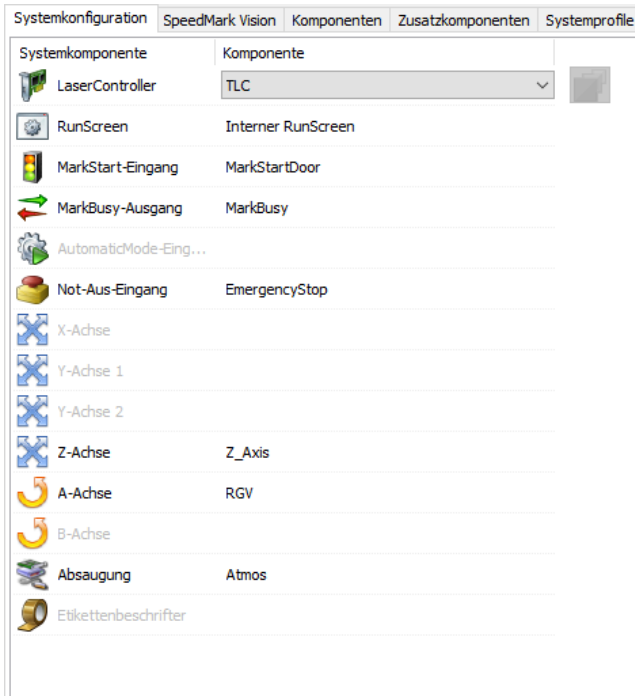 Systemkonfiguration SpeedMark Vision Komponenten Zusatzkomponenten Systemprofile
Systemkomponente Komponente
LaserController TLC
RunScreen Interner RunScreen
MarkStart-Eingang MarkStartDoor
MarkBusy-Ausgang MarkBusy
AutomaticMode-Eing...
Not-Aus-Eingang EmergencyStop
X-Achse
Y-Achse 1
Y-Achse 2
Z-Achse Z_Axis
A-Achse RGV
B-Achse
Absaugung Atmos
Etikettenbeschrifter